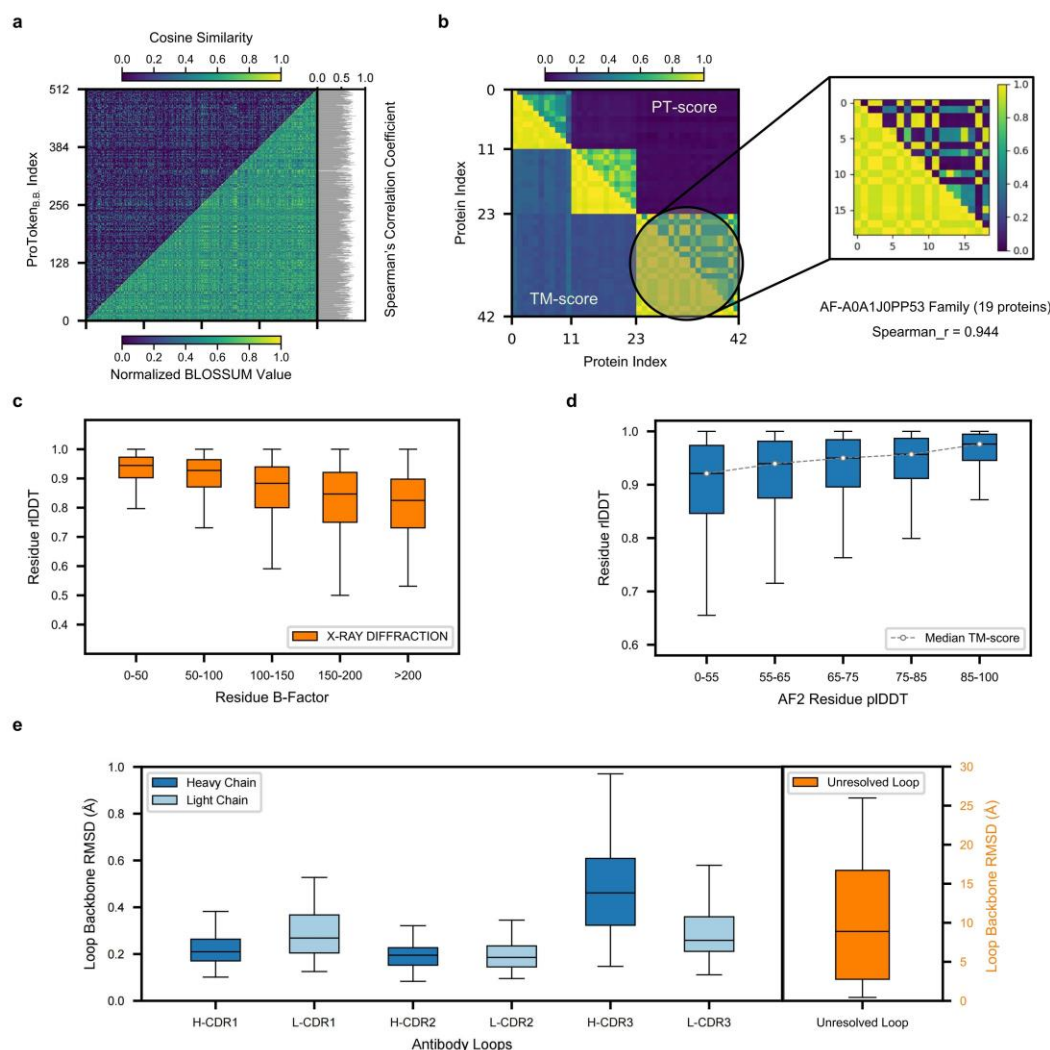 a
Cosine Similarity
0.0 0.2 0.4 0.6 0.8 1.0
0.0 0.5 1.0
512
384
256
128
0
ProToken_B.B. Index
Spearman's Correlation Coefficient
0.0 0.2 0.4 0.6 0.8 1.0
Normalized BLOSSUM Value
b
0.0 0.2 0.4 0.6 0.8 1.0
0
11
23
42
Protein Index
PT-score
TM-score
0 11 23 42
Protein Index
0
5
10
15
0 5 10 15
1.0
0.8
0.6
0.4
0.2
0.0
AF-A0A1J0PP53 Family (19 proteins)
Spearman_r = 0.944
c
1.0
0.9
0.8
0.7
0.6
0.5
0.4
Residue rlDDT
X-RAY DIFFRACTION
0-50 50-100 100-150 150-200 >200
Residue B-Factor
d
1.0
0.9
0.8
0.7
0.6
Residue rlDDT
Median TM-score
0-55 55-65 65-75 75-85 85-100
AF2 Residue plDDT
e
1.0
0.8
0.6
0.4
0.2
0.0
Loop Backbone RMSD (Å)
Heavy Chain
Light Chain
H-CDR1 L-CDR1 H-CDR2 L-CDR2 H-CDR3 L-CDR3
Antibody Loops
Unresolved Loop
30
25
20
15
10
5
0
Loop Backbone RMSD (Å)
Unresolved Loop